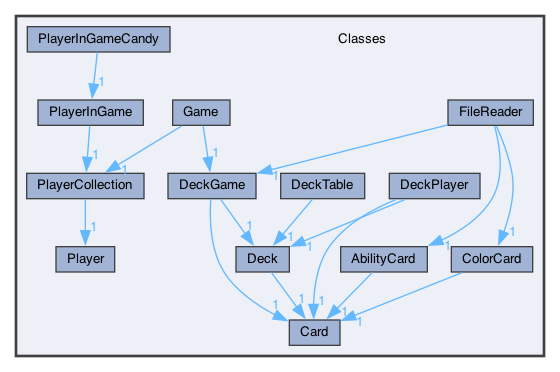 Classes
PlayerInGameCandy
1
PlayerInGame
Game
FileReader
1
1
1
1
PlayerCollection
DeckGame
DeckTable
DeckPlayer
1
1
1
1
1
1
Player
Deck
AbilityCard
ColorCard
1
1
1
1
1
Card